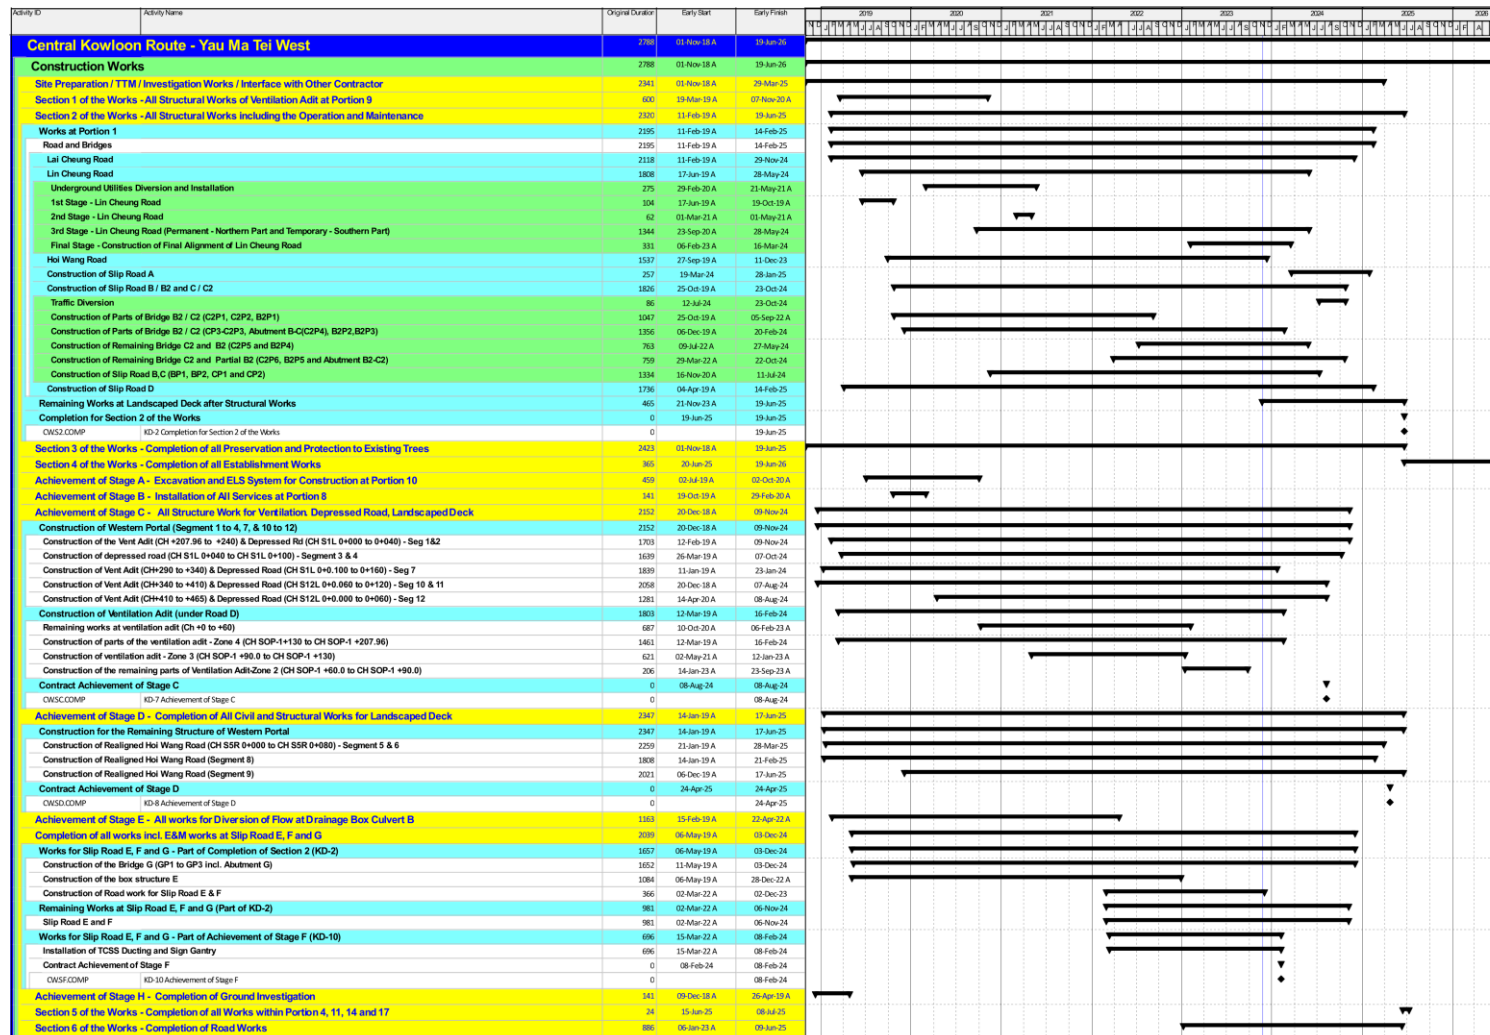 Activity ID Activity Name Original Duration Early Start Early Finish 2019 2020 2021 2022 2023 2024 2025 2026
Central Kowloon Route - Yau Ma Tei West 2788 01-Nov-18 A 19-Jun-26
Construction Works 2788 01-Nov-18 A 19-Jun-26
Site Preparation / TTM / Investigation Works / Interface with Other Contractor 2341 01-Nov-18 A 29-Mar-25
Section 1 of the Works - All Structural Works of Ventilation Adit at Portion 9 600 19-Mar-19 A 07-Nov-20 A
Section 2 of the Works - All Structural Works including the Operation and Maintenance 2320 11-Feb-19 A 19-Jun-25
Works at Portion 1 2195 11-Feb-19 A 14-Feb-25
Road and Bridges 2195 11-Feb-19 A 14-Feb-25
Lai Cheung Road 2118 11-Feb-19 A 29-Nov-24
Lin Cheung Road 1808 17-Jun-19 A 28-May-24
Underground Utilities Diversion and Installation 275 29-Feb-20 A 21-May-21 A
1st Stage - Lin Cheung Road 104 17-Jun-19 A 19-Oct-19 A
2nd Stage - Lin Cheung Road 62 01-Mar-21 A 01-May-21 A
3rd Stage - Lin Cheung Road (Permanent - Northern Part and Temporary - Southern Part) 1344 23-Sep-20 A 28-May-24
Final Stage - Construction of Final Alignment of Lin Cheung Road 331 06-Feb-23 A 16-Mar-24
Hoi Wang Road 1537 27-Sep-19 A 11-Dec-23
Construction of Slip Road A 257 19-Mar-24 28-Jan-25
Construction of Slip Road B / B2 and C / C2 1826 25-Oct-19 A 23-Oct-24
Traffic Diversion 86 12-Jul-24 23-Oct-24
Construction of Parts of Bridge B2 / C2 (C2P1, C2P2, B2P1) 1047 25-Oct-19 A 05-Sep-22 A
Construction of Parts of Bridge B2 / C2 (CP3-C2P3, Abutment B-C(C2P4), B2P2,B2P3) 1356 06-Dec-19 A 20-Feb-24
Construction of Remaining Bridge C2 and B2 (C2P5 and B2P4) 763 09-Jul-22 A 27-May-24
Construction of Remaining Bridge C2 and Partial B2 (C2P6, B2P5 and Abutment B2-C2) 759 29-Mar-22 A 22-Oct-24
Construction of Slip Road B,C (BP1, BP2, CP1 and CP2) 1334 16-Nov-20 A 11-Jul-24
Construction of Slip Road D 1736 04-Apr-19 A 14-Feb-25
Remaining Works at Landscaped Deck after Structural Works 465 21-Nov-23 A 19-Jun-25
Completion for Section 2 of the Works 0 19-Jun-25 19-Jun-25
CWS2.COMP KD-2 Completion for Section 2 of the Works 0 19-Jun-25
Section 3 of the Works - Completion of all Preservation and Protection to Existing Trees 2423 01-Nov-18 A 19-Jun-25
Section 4 of the Works - Completion of all Establishment Works 365 20-Jun-25 19-Jun-26
Achievement of Stage A - Excavation and ELS System for Construction at Portion 10 459 02-Jul-19 A 02-Oct-20 A
Achievement of Stage B - Installation of All Services at Portion 8 141 19-Oct-19 A 29-Feb-20 A
Achievement of Stage C - All Structure Work for Ventilation. Depressed Road, Landscaped Deck 2152 20-Dec-18 A 09-Nov-24
Construction of Western Portal (Segment 1 to 4, 7, & 10 to 12) 2152 20-Dec-18 A 09-Nov-24
Construction of the Vent Adit (CH +207.96 to +240) & Depressed Rd (CH S1L 0+000 to 0+040) - Seg 1&2 1703 12-Feb-19 A 09-Nov-24
Construction of depressed road (CH S1L 0+040 to CH S1L 0+100) - Segment 3 & 4 1639 26-Mar-19 A 07-Oct-24
Construction of Vent Adit (CH+290 to +340) & Depressed Road (CH S1L 0+0.100 to 0+160) - Seg 7 1839 11-Jan-19 A 23-Jan-24
Construction of Vent Adit (CH+340 to +410) & Depressed Road (CH S12L 0+0.060 to 0+120) - Seg 10 & 11 2058 20-Dec-18 A 07-Aug-24
Construction of Vent Adit (CH+410 to +465) & Depressed Road (CH S12L 0+0.000 to 0+060) - Seg 12 1281 14-Apr-20 A 08-Aug-24
Construction of Ventilation Adit (under Road D) 1803 12-Mar-19 A 16-Feb-24
Remaining works at ventilation adit (Ch +0 to +60) 687 10-Oct-20 A 06-Feb-23 A
Construction of parts of the ventilation adit - Zone 4 (CH SOP-1+130 to CH SOP-1 +207.96) 1461 12-Mar-19 A 16-Feb-24
Construction of ventilation adit - Zone 3 (CH SOP-1 +90.0 to CH SOP-1 +130) 621 02-May-21 A 12-Jan-23 A
Construction of the remaining parts of Ventilation Adit-Zone 2 (CH SOP-1 +60.0 to CH SOP-1 +90.0) 206 14-Jan-23 A 23-Sep-23 A
Contract Achievement of Stage C 0 08-Aug-24 08-Aug-24
CWSC.COMP KD-7 Achievement of Stage C 0 08-Aug-24
Achievement of Stage D - Completion of All Civil and Structural Works for Landscaped Deck 2347 14-Jan-19 A 17-Jun-25
Construction for the Remaining Structure of Western Portal 2347 14-Jan-19 A 17-Jun-25
Construction of Realigned Hoi Wang Road (CH S5R 0+000 to CH S5R 0+080) - Segment 5 & 6 2259 21-Jan-19 A 28-Mar-25
Construction of Realigned Hoi Wang Road (Segment 8) 1808 14-Jan-19 A 21-Feb-25
Construction of Realigned Hoi Wang Road (Segment 9) 2021 06-Dec-19 A 17-Jun-25
Contract Achievement of Stage D 0 24-Apr-25 24-Apr-25
CWSD.COMP KD-8 Achievement of Stage D 0 24-Apr-25
Achievement of Stage E - All works for Diversion of Flow at Drainage Box Culvert B 1163 15-Feb-19 A 22-Apr-22 A
Completion of all works incl. E&M works at Slip Road E, F and G 2039 06-May-19 A 03-Dec-24
Works for Slip Road E, F and G - Part of Completion of Section 2 (KD-2) 1657 06-May-19 A 03-Dec-24
Construction of the Bridge G (GP1 to GP3 incl. Abutment G) 1652 11-May-19 A 03-Dec-24
Construction of the box structure E 1084 06-May-19 A 28-Dec-22 A
Construction of Road work for Slip Road E & F 366 02-Mar-22 A 02-Dec-23
Remaining Works at Slip Road E, F and G (Part of KD-2) 981 02-Mar-22 A 06-Nov-24
Slip Road E and F 981 02-Mar-22 A 06-Nov-24
Works for Slip Road E, F and G - Part of Achievement of Stage F (KD-10) 696 15-Mar-22 A 08-Feb-24
Installation of TCSS Ducting and Sign Gantry 696 15-Mar-22 A 08-Feb-24
Contract Achievement of Stage F 0 08-Feb-24 08-Feb-24
CWSF.COMP KD-10 Achievement of Stage F 0 08-Feb-24
Achievement of Stage H - Completion of Ground Investigation 141 09-Dec-18 A 26-Apr-19 A
Section 5 of the Works - Completion of all Works within Portion 4, 11, 14 and 17 24 15-Jun-25 08-Jul-25
Section 6 of the Works - Completion of Road Works 886 06-Jan-23 A 09-Jun-25